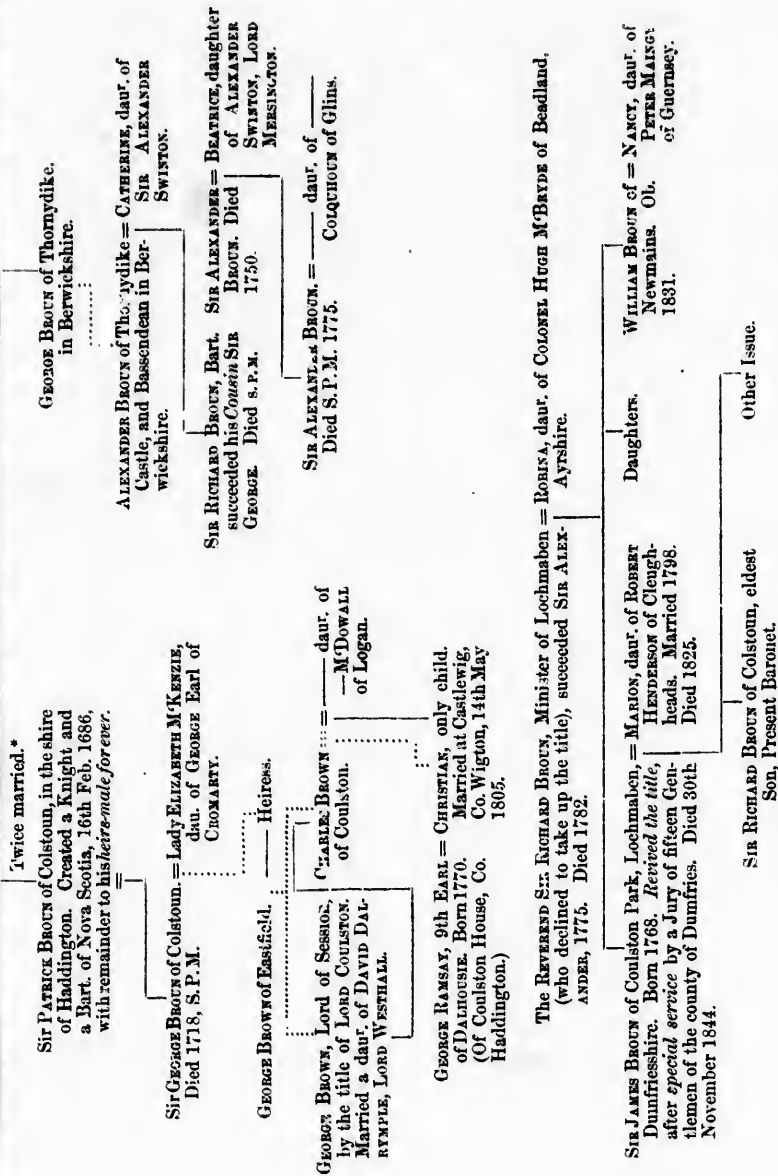 Twice married.*
Sir PATRICK BROUN of Colstoun, in the shire
of Haddington. Created a Knight and
a Bart. of Nova Scotia, 16th Feb. 1686,
with remainder to his heirs-male forever.
GEORGE BROUN of Thornydike.
in Berwickshire.
Sir GEORGE BROUN of Colstoun. = Lady ELIZABETH M'KENZIE,
Died 1718, S.P.M.
dau. of GEORGE Earl of
CROMARTY.
ALEXANDER BROUN of Thornydike = CATHERINE, daur. of
Castle, and Bassendean in Ber-
wickshire.
SIR ALEXANDER
SWINTON.
GEORGE BROWN of Eastfield. —— Heiress.
SIR RICHARD BROUN, Bart.
succeeded his Cousin SIR
GEORGE Died S.P.M.
SIR ALEXANDER = BEATRICE, daughter
BROUN. Died
1750.
of ALEXANDER
SWINTON, LORD
MERSINGTON.
GEORGE BROWN, Lord of Session,
by the title of LORD COULSTON.
Married a daur. of DAVID DAL-
RYMPLE, LORD WESTHALL.
CHARLES BROWN = —— daur. of
of Coulston.
—M'DOWALL
of Logan.
SIR ALEXANDER BROUN. = —— daur. of ——
Died S.P.M. 1775.
COLQUHOUN of Glins.
GEORGE RAMSAY, 9th EARL = CHRISTIAN, only child.
of DALHOUSIE. Born 1770.
(Of Coulston House, Co.
Haddington.)
Married at Castlewig,
Co. Wigton, 14th May
1805.
The REVEREND SIR RICHARD BROUN, Minister of Lochmaben = ROBINA, daur. of COLONEL HUGH M'BRYDE of Beadland,
(who declined to take up the title), succeeded SIR ALEX-
ANDER, 1775. Died 1782.
Ayrshire.
SIR JAMES BROUN of Coulston Park, Lochmaben, = MARION, daur. of ROBERT
Dumfriesshire. Born 1768. Revived the title,
after special service by a Jury of fifteen Gen-
tlemen of the county of Dumfries. Died 30th
November 1844.
HENDERSON of Cleugh-
heads. Married 1798.
Died 1825.
Daughters.
WILLIAM BROUN of = NANCY, daur. of
Newmains. Ob.
1831.
PETER MAINGY
of Guernsey.
SIR RICHARD BROUN of Colstoun, eldest
Son, Present Baronet.
Other Issue.